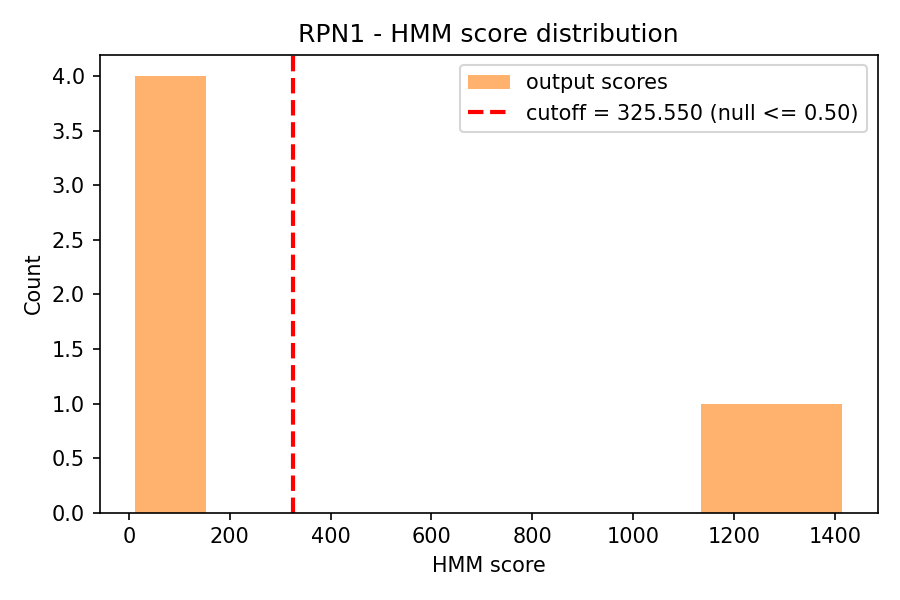 RPN1 - HMM score distribution
output scores
cutoff = 325.550 (null <= 0.50)
4.0
3.5
3.0
2.5
2.0
1.5
1.0
0.5
0.0
Count
0 200 400 600 800 1000 1200 1400
HMM score